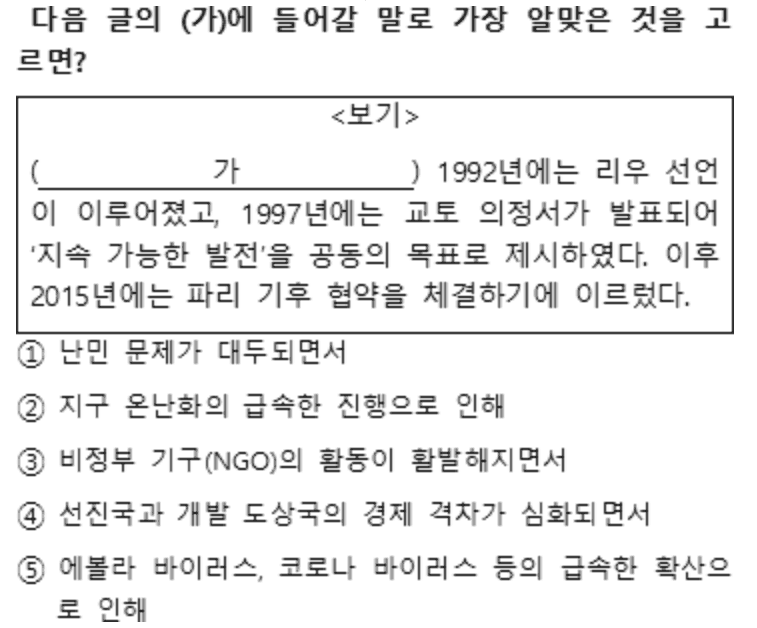 다음 글의 (가)에 들어갈 말로 가장 알맞은 것을 고
르면?
<보기>
( 가 ) 1992년에는 리우 선언
이 이루어졌고, 1997년에는 교토 의정서가 발표되어
‘지속 가능한 발전’을 공동의 목표로 제시하였다. 이후
2015년에는 파리 기후 협약을 체결하기에 이르렀다.
① 난민 문제가 대두되면서
② 지구 온난화의 급속한 진행으로 인해
③ 비정부 기구(NGO)의 활동이 활발해지면서
④ 선진국과 개발 도상국의 경제 격차가 심화되면서
⑤ 에볼라 바이러스, 코로나 바이러스 등의 급속한 확산으
로 인해